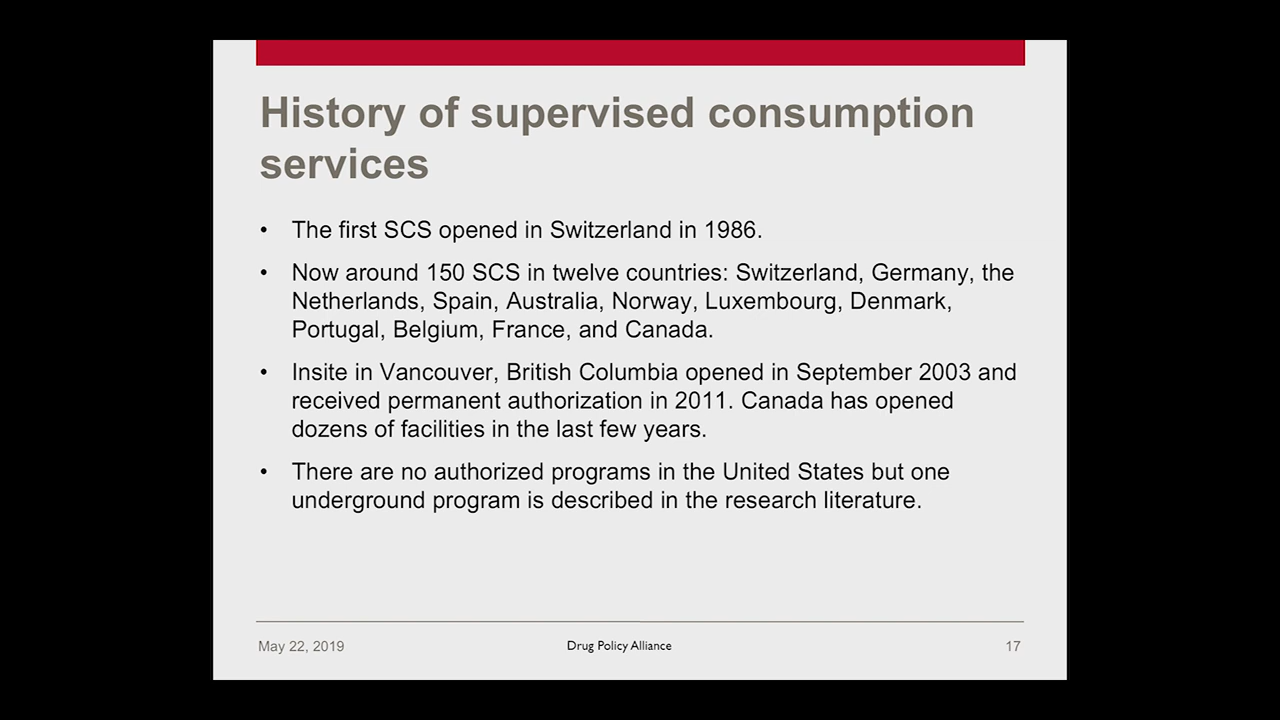 History of supervised consumption
services
• The first SCS opened in Switzerland in 1986.
• Now around 150 SCS in twelve countries: Switzerland, Germany, the
Netherlands, Spain, Australia, Norway, Luxembourg, Denmark,
Portugal, Belgium, France, and Canada.
• Insite in Vancouver, British Columbia opened in September 2003 and
received permanent authorization in 2011. Canada has opened
dozens of facilities in the last few years.
• There are no authorized programs in the United States but one
underground program is described in the research literature.
May 22, 2019 Drug Policy Alliance 17